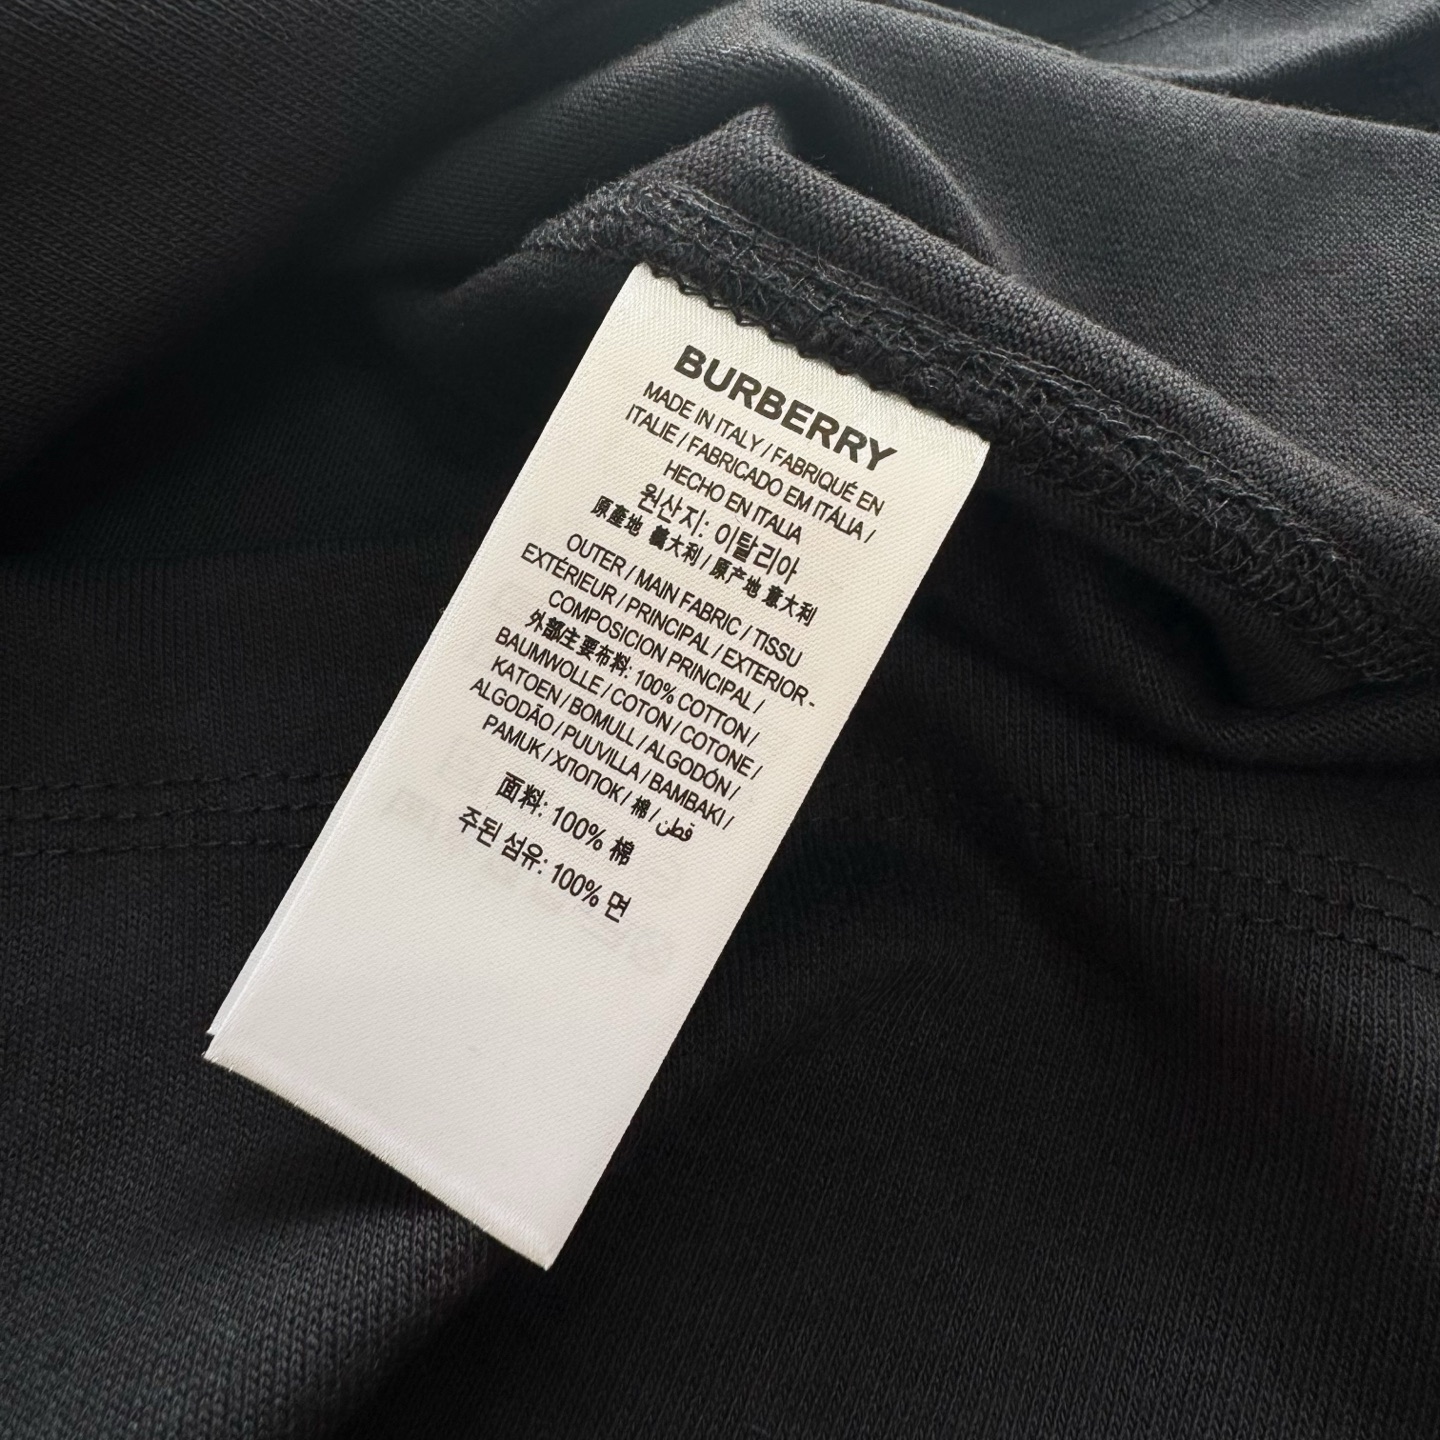 BURBERRY
MADE IN ITALY / FABRIQUÉ EN
ITALIE / FABRICADO EM ITÁLIA /
HECHO EN ITALIA
원산지: 이탈리아
原產地 義大利 / 原产地 意大利
OUTER / MAIN FABRIC / TISSU
EXTÉRIEUR / PRINCIPAL / EXTERIOR -
COMPOSICION PRINCIPAL /
外部主要布料: 100% COTTON /
BAUMWOLLE / COTON / COTONE /
KATOEN / BOMULL / ALGODÓN /
ALGODÃO / PUUVILLA / BAMBAKI /
PAMUK / ХЛОПОК / 棉 / قطن
面料: 100% 棉
주된 섬유: 100% 면